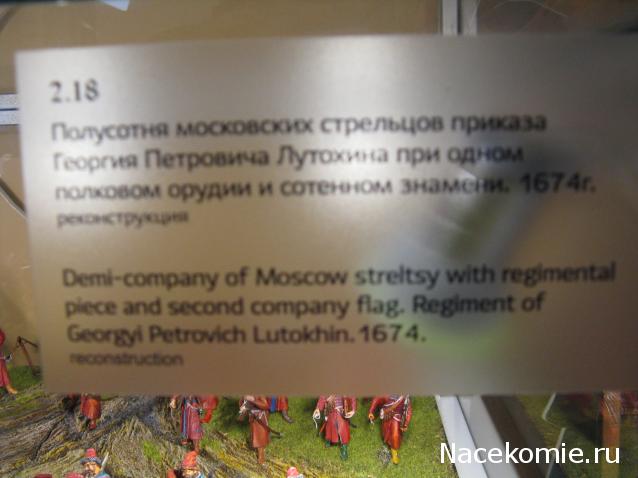 2.18
Полусотня московских стрельцов приказа
Георгия Петровича Лутохина при одном
полковом орудии и сотенном знамени. 1674г.
реконструкция
Demi-company of Moscow streltsy with regimental
piece and second company flag. Regiment of
Georgyi Petrovich Lutokhin. 1674.
reconstruction
Nacekomie.ru